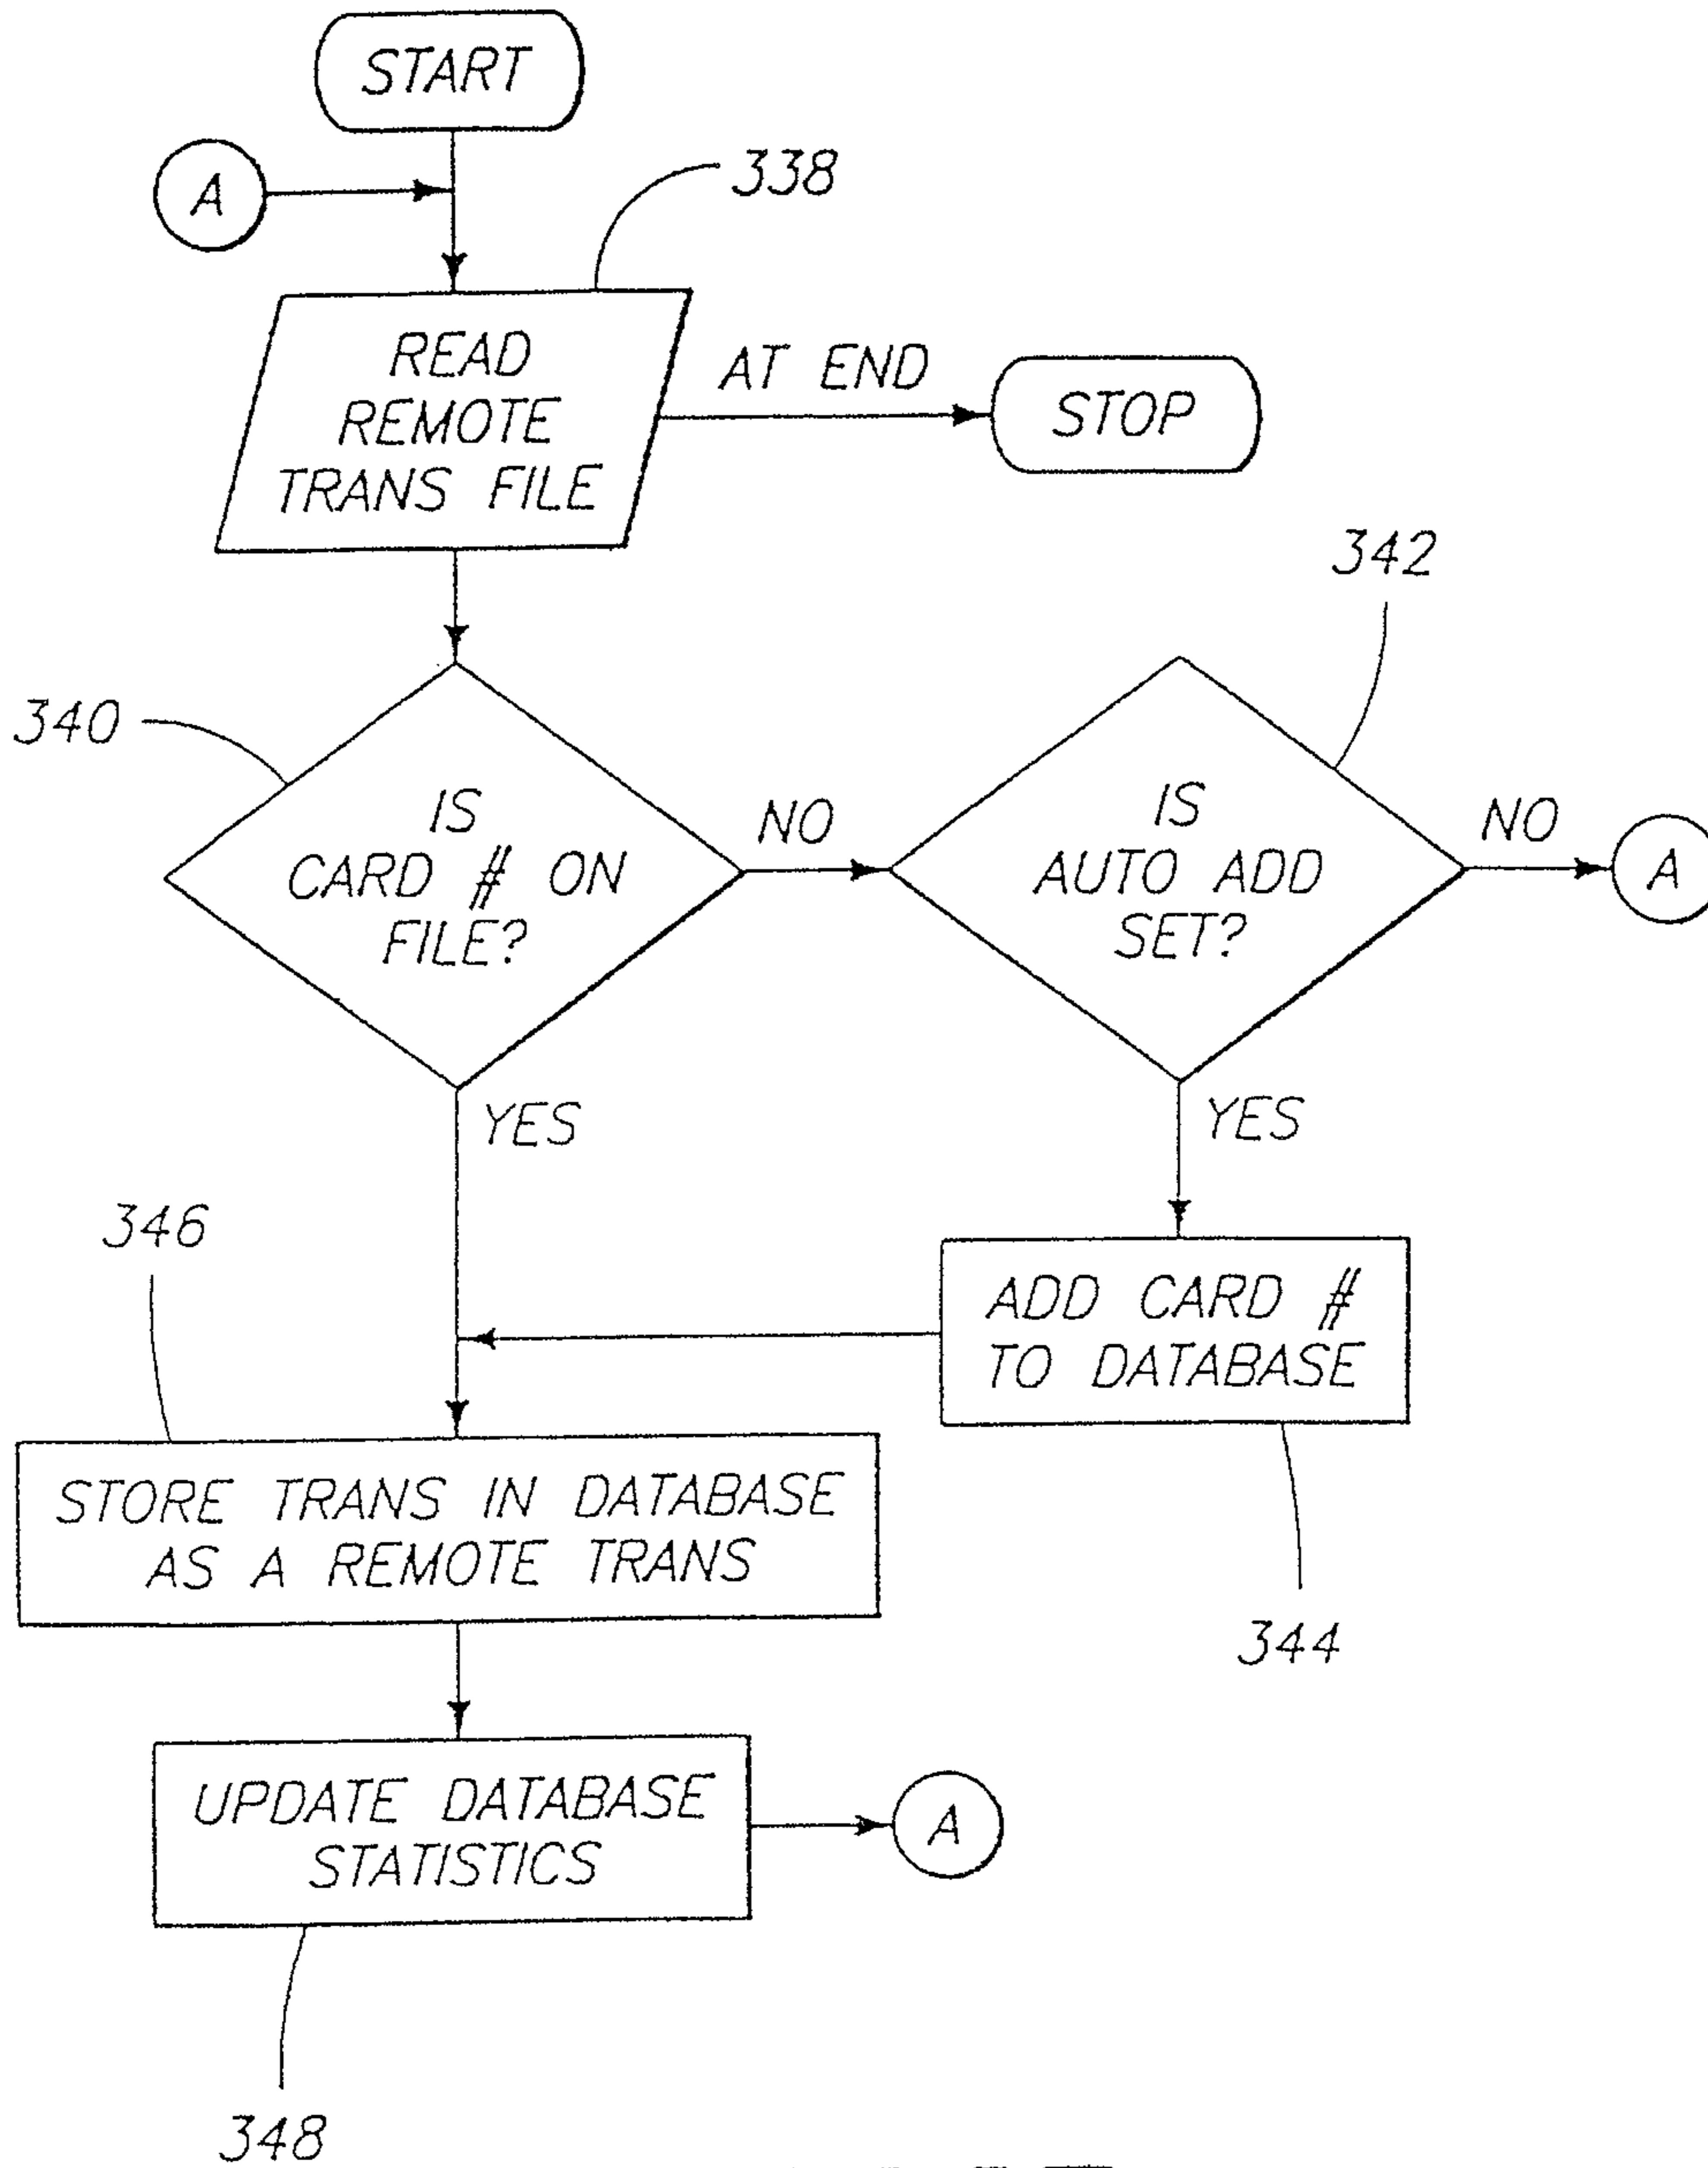 START
A
338
READ
REMOTE
TRANS FILE
AT END
STOP
342
340
IS
CARD # ON
FILE?
NO
IS
AUTO ADD
SET?
NO
A
YES
YES
346
ADD CARD #
TO DATABASE
STORE TRANS IN DATABASE
AS A REMOTE TRANS
344
UPDATE DATABASE
STATISTICS
A
348